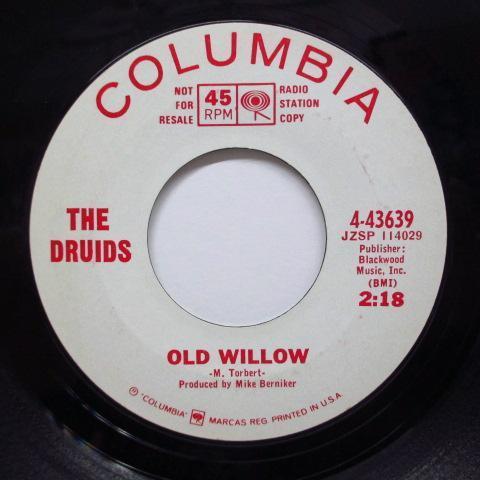 COLUMBIA
NOT FOR RESALE
45 RPM
RADIO STATION COPY
THE DRUIDS
4-43639
JZSP 114029
Publisher:
Blackwood
Music, Inc.
(BMI)
2:18
OLD WILLOW
-M. Torbert-
Produced by Mike Berniker
℗ "COLUMBIA" MARCAS REG. PRINTED IN U.S.A.